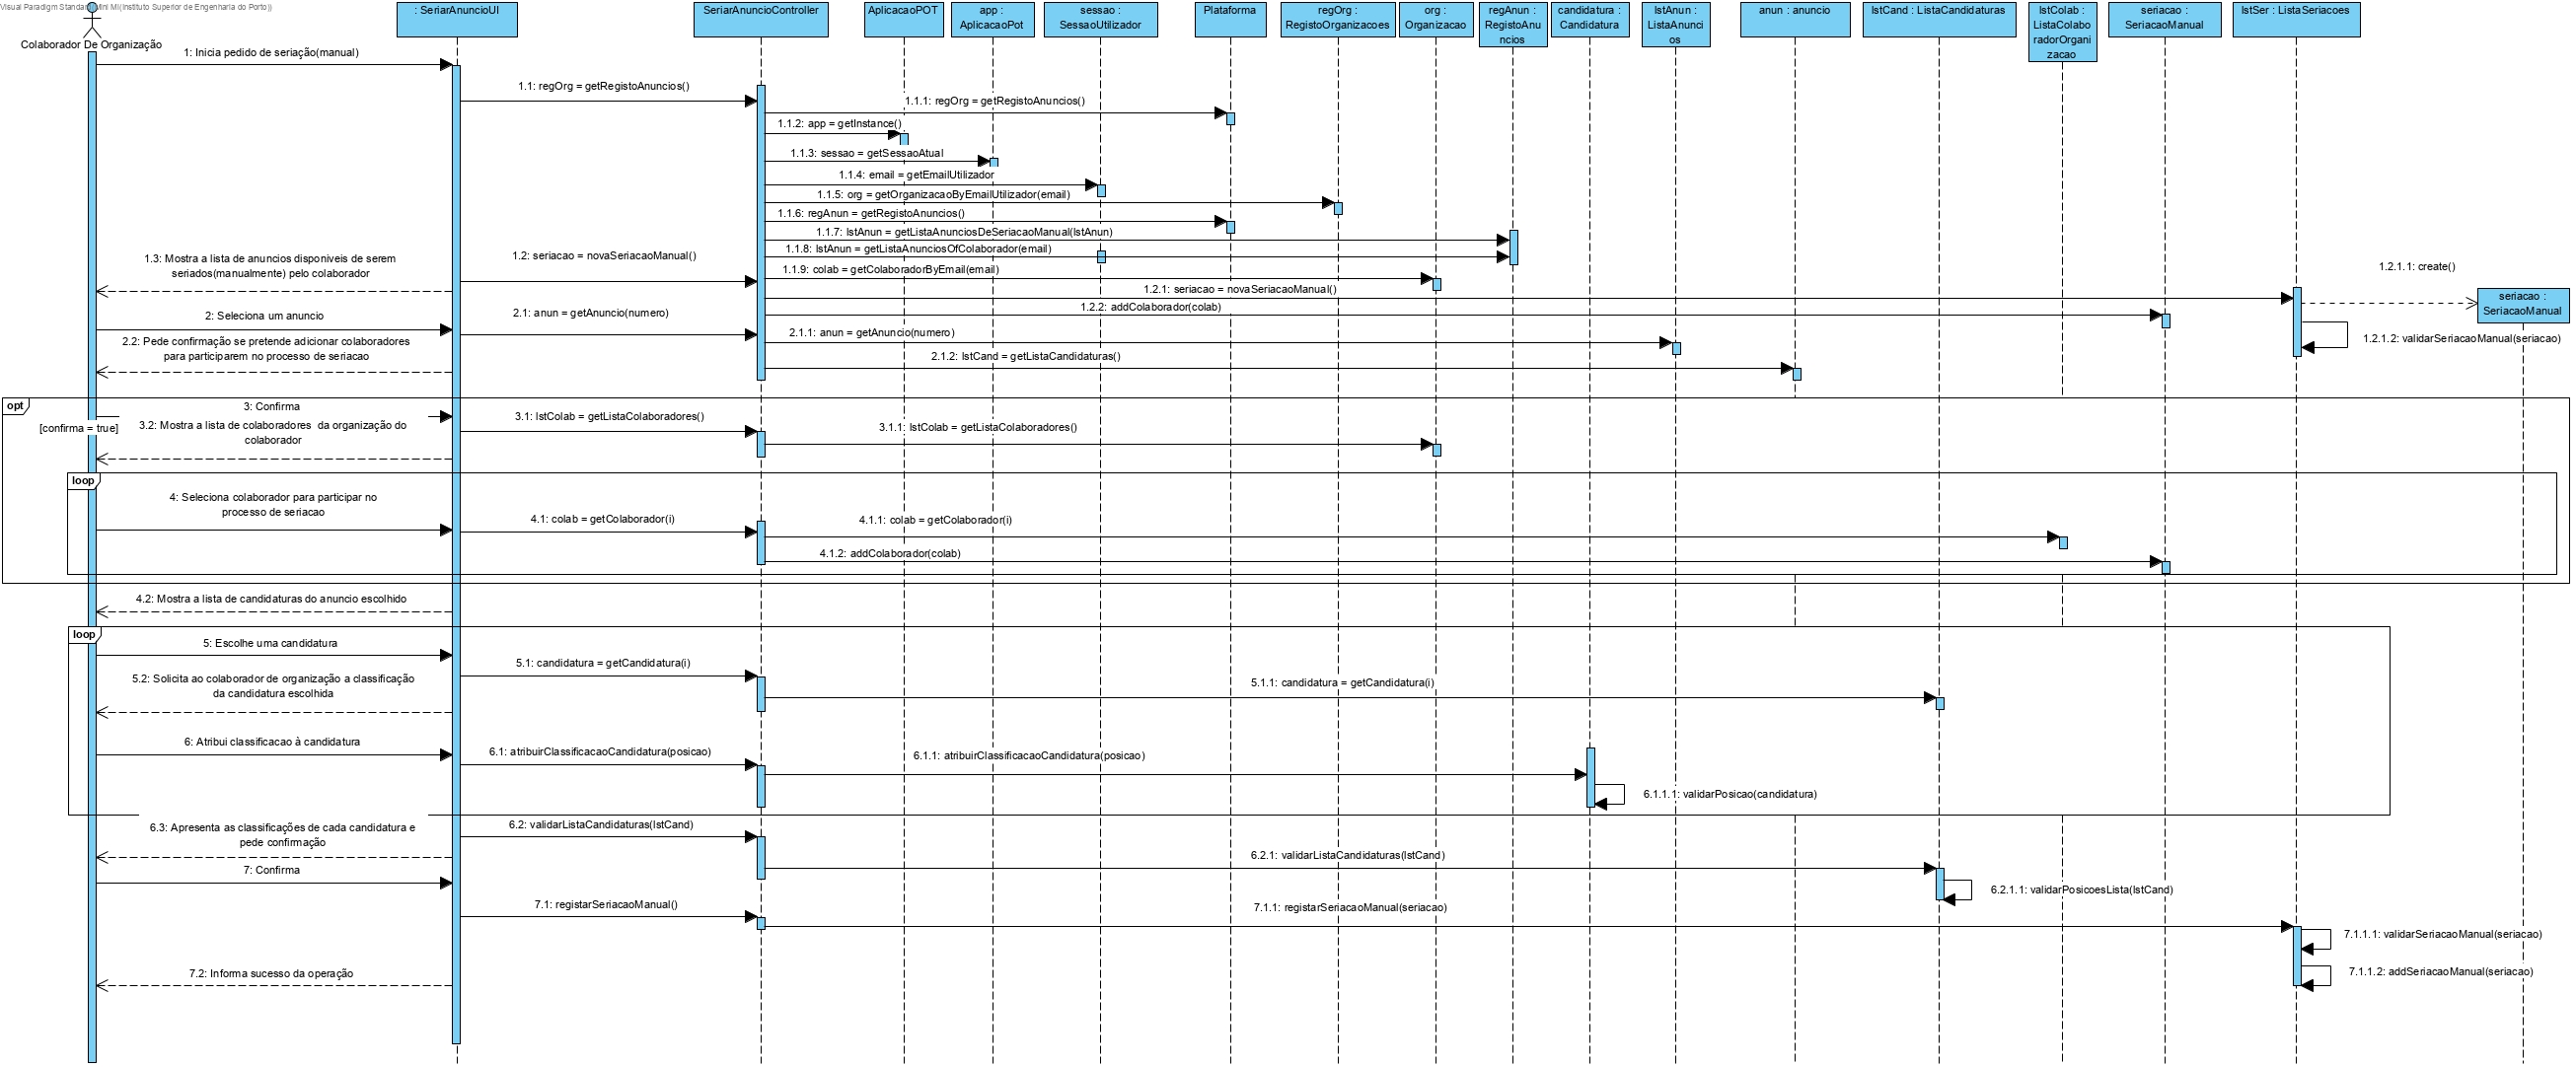 Visual Paradigm Standard
Mini Mi(Instituto Superior de Engenharia do Porto))
Colaborador De Organização
: SeriarAnuncioUI
SeriarAnuncioController
AplicacaoPOT
app :
AplicacaoPot
sessao :
SessaoUtilizador
Plataforma
regOrg :
RegistoOrganizacoes
org :
Organizacao
regAnun :
RegistoAnu
ncios
candidatura :
Candidatura
lstAnun :
ListaAnunci
os
anun : anuncio
lstCand : ListaCandidaturas
lstColab :
ListaColabo
radorOrgani
zacao
seriacao :
SeriacaoManual
lstSer : ListaSeriacoes
1: Inicia pedido de seriação(manual)
1.1: regOrg = getRegistoAnuncios()
1.1.1: regOrg = getRegistoAnuncios()
1.1.2: app = getInstance()
1.1.3: sessao = getSessaoAtual
1.1.4: email = getEmailUtilizador
1.1.5: org = getOrganizacaoByEmailUtilizador(email)
1.1.6: regAnun = getRegistoAnuncios()
1.1.7: lstAnun = getListaAnunciosDeSeriacaoManual(lstAnun)
1.1.8: lstAnun = getListaAnunciosOfColaborador(email)
1.1.9: colab = getColaboradorByEmail(email)
1.2: seriacao = novaSeriacaoManual()
1.3: Mostra a lista de anuncios disponiveis de serem
seriados(manualmente) pelo colaborador
1.2.1: seriacao = novaSeriacaoManual()
1.2.1.1: create()
seriacao :
SeriacaoManual
1.2.2: addColaborador(colab)
1.2.1.2: validarSeriacaoManual(seriacao)
2: Seleciona um anuncio
2.1: anun = getAnuncio(numero)
2.1.1: anun = getAnuncio(numero)
2.2: Pede confirmação se pretende adicionar colaboradores
para participarem no processo de seriacao
2.1.2: lstCand = getListaCandidaturas()
opt
[confirma = true]
3: Confirma
3.1: lstColab = getListaColaboradores()
3.1.1: lstColab = getListaColaboradores()
3.2: Mostra a lista de colaboradores da organização do
colaborador
loop
4: Seleciona colaborador para participar no
processo de seriacao
4.1: colab = getColaborador(i)
4.1.1: colab = getColaborador(i)
4.1.2: addColaborador(colab)
4.2: Mostra a lista de candidaturas do anuncio escolhido
loop
5: Escolhe uma candidatura
5.1: candidatura = getCandidatura(i)
5.1.1: candidatura = getCandidatura(i)
5.2: Solicita ao colaborador de organização a classificação
da candidatura escolhida
6: Atribui classificacao à candidatura
6.1: atribuirClassificacaoCandidatura(posicao)
6.1.1: atribuirClassificacaoCandidatura(posicao)
6.1.1.1: validarPosicao(candidatura)
6.3: Apresenta as classificações de cada candidatura e
pede confirmação
6.2: validarListaCandidaturas(lstCand)
6.2.1: validarListaCandidaturas(lstCand)
6.2.1.1: validarPosicoesLista(lstCand)
7: Confirma
7.1: registarSeriacaoManual()
7.1.1: registarSeriacaoManual(seriacao)
7.1.1.1: validarSeriacaoManual(seriacao)
7.1.1.2: addSeriacaoManual(seriacao)
7.2: Informa sucesso da operação